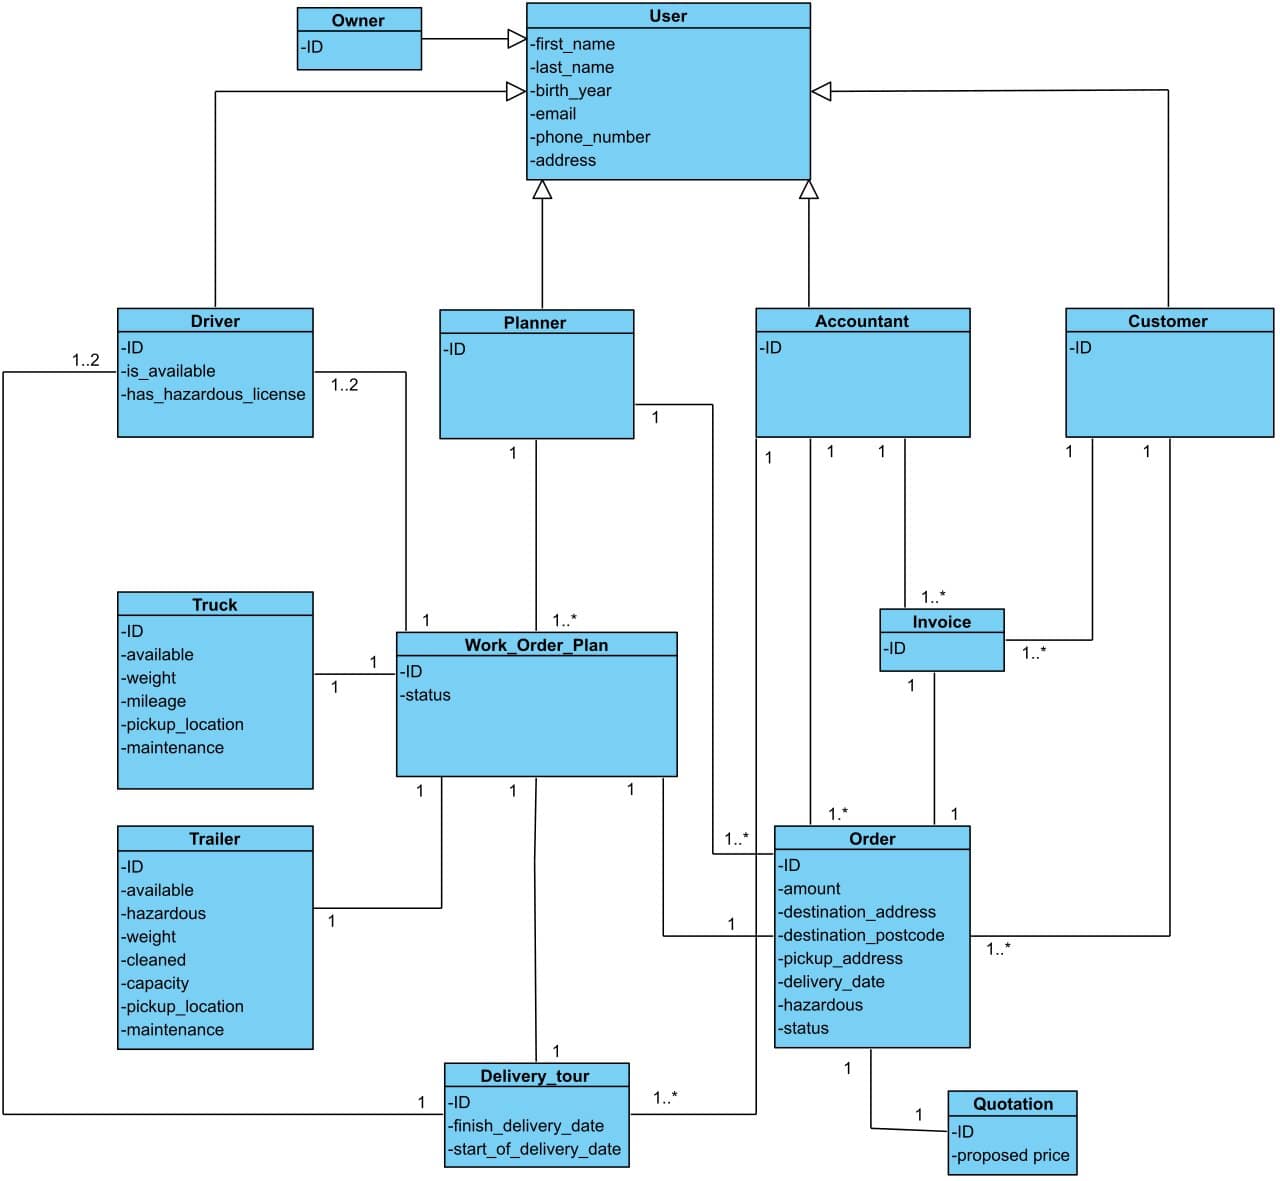 Owner
-ID
User
-first_name
-last_name
-birth_year
-email
-phone_number
-address
Driver
-ID
-is_available
-has_hazardous_license
Planner
-ID
Accountant
-ID
Customer
-ID
1..2
1..2
1
1
1
1
1
1
1
Truck
-ID
-available
-weight
-mileage
-pickup_location
-maintenance
1
1..*
1..*
Work_Order_Plan
-ID
-status
1
1
Invoice
-ID
1..*
1
1
1
1
Trailer
-ID
-available
-hazardous
-weight
-cleaned
-capacity
-pickup_location
-maintenance
1
1..*
1.*
1
1
Order
-ID
-amount
-destination_address
-destination_postcode
-pickup_address
-delivery_date
-hazardous
-status
1..*
1
1
Delivery_tour
-ID
-finish_delivery_date
-start_of_delivery_date
1
1..*
1
Quotation
-ID
-proposed price